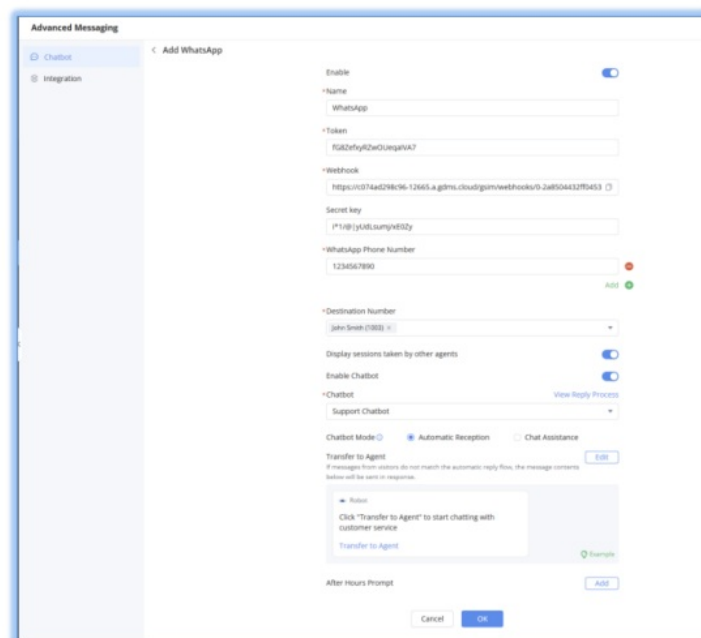 Advanced Messaging
Chatbot
< Add WhatsApp
Integration
Enable
*Name
WhatsApp
*Token
*Webhook
Secret key
*WhatsApp Phone Number
1234567890
Add
*Destination Number
John Smith (1003) ×
Display sessions taken by other agents
Enable Chatbot
*Chatbot
View Reply Process
Support Chatbot
Chatbot Mode
Automatic Reception
Chat Assistance
Transfer to Agent
Edit
If messages from visitors do not match the automatic reply flow, the message contents
below will be sent in response.
Robot
Click "Transfer to Agent" to start chatting with
customer service
Transfer to Agent
Example
After Hours Prompt
Add
Cancel
OK